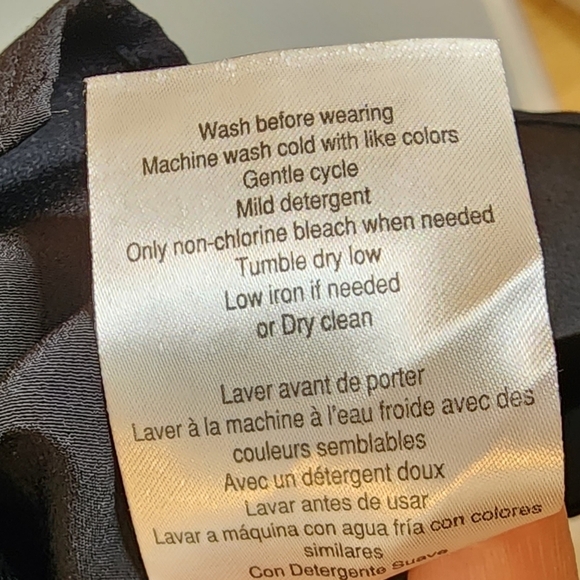 Wash before wearing
Machine wash cold with like colors
Gentle cycle
Mild detergent
Only non-chlorine bleach when needed
Tumble dry low
Low iron if needed
or Dry clean
Laver avant de porter
Laver à la machine à l'eau froide avec des
couleurs semblables
Avec un détergent doux
Lavar antes de usar
Lavar a máquina con agua fría con colores
similares
Con Detergente Suave